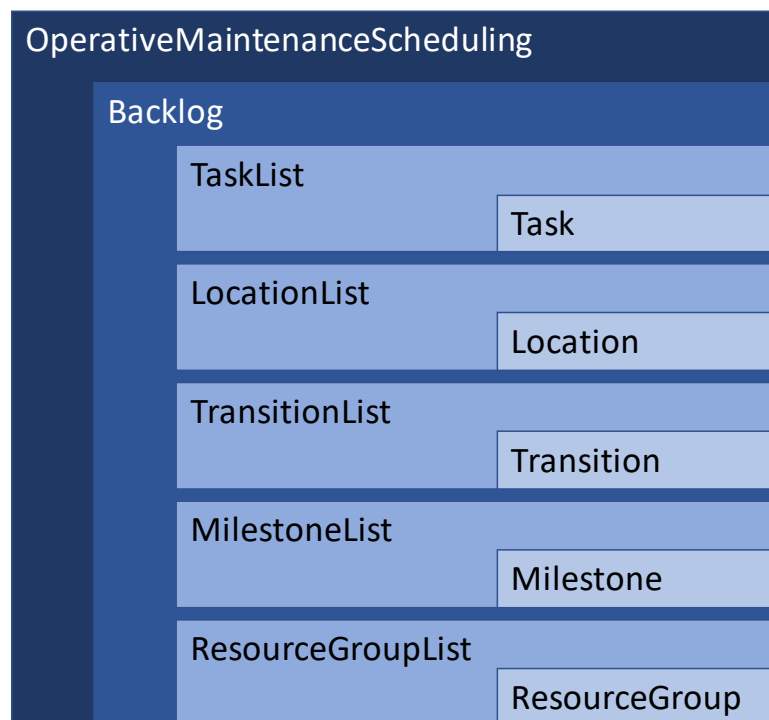 OperativeMaintenanceScheduling
Backlog
TaskList
Task
LocationList
Location
TransitionList
Transition
MilestoneList
Milestone
ResourceGroupList
ResourceGroup